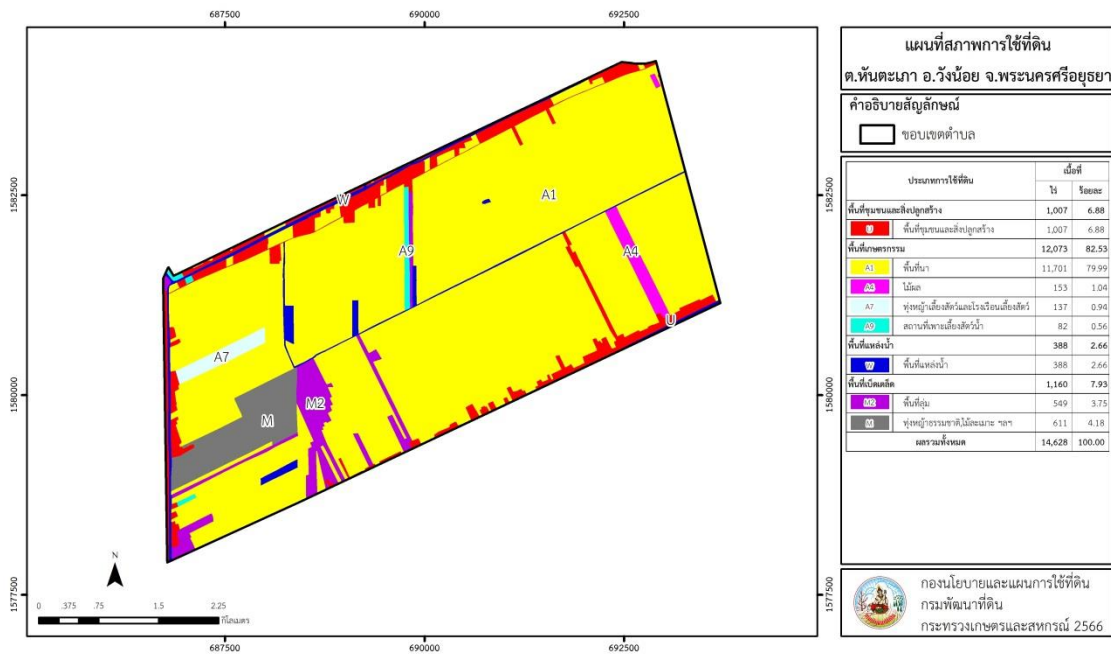 687500 690000 692500
1582500 1582500
1580000 1580000
1577500 1577500
687500 690000 692500
W
A1
A9
A4
U
A7
M2
M
N
0 .375 .75 1.5 2.25
กิโลเมตร
แผนที่สภาพการใช้ที่ดิน
ต.หันตะเภา อ.วังน้อย จ.พระนครศรีอยุธยา
คำอธิบายสัญลักษณ์
ขอบเขตตำบล
ประเภทการใช้ที่ดิน เนื้อที่
ไร่ ร้อยละ
พื้นที่ชุมชนและสิ่งปลูกสร้าง 1,007 6.88
U พื้นที่ชุมชนและสิ่งปลูกสร้าง 1,007 6.88
พื้นที่เกษตรกรรม 12,073 82.53
A1 พื้นที่นา 11,701 79.99
A4 ไม้ผล 153 1.04
A7 ทุ่งหญ้าเลี้ยงสัตว์และโรงเรือนเลี้ยงสัตว์ 137 0.94
A9 สถานที่เพาะเลี้ยงสัตว์น้ำ 82 0.56
พื้นที่แหล่งน้ำ 388 2.66
W พื้นที่แหล่งน้ำ 388 2.66
พื้นที่เบ็ดเตล็ด 1,160 7.93
M2 พื้นที่ลุ่ม 549 3.75
M ทุ่งหญ้าธรรมชาติ,ไม้ละเมาะ ฯลฯ 611 4.18
ผลรวมทั้งหมด 14,628 100.00
กองนโยบายและแผนการใช้ที่ดิน
กรมพัฒนาที่ดิน
กระทรวงเกษตรและสหกรณ์ 2566